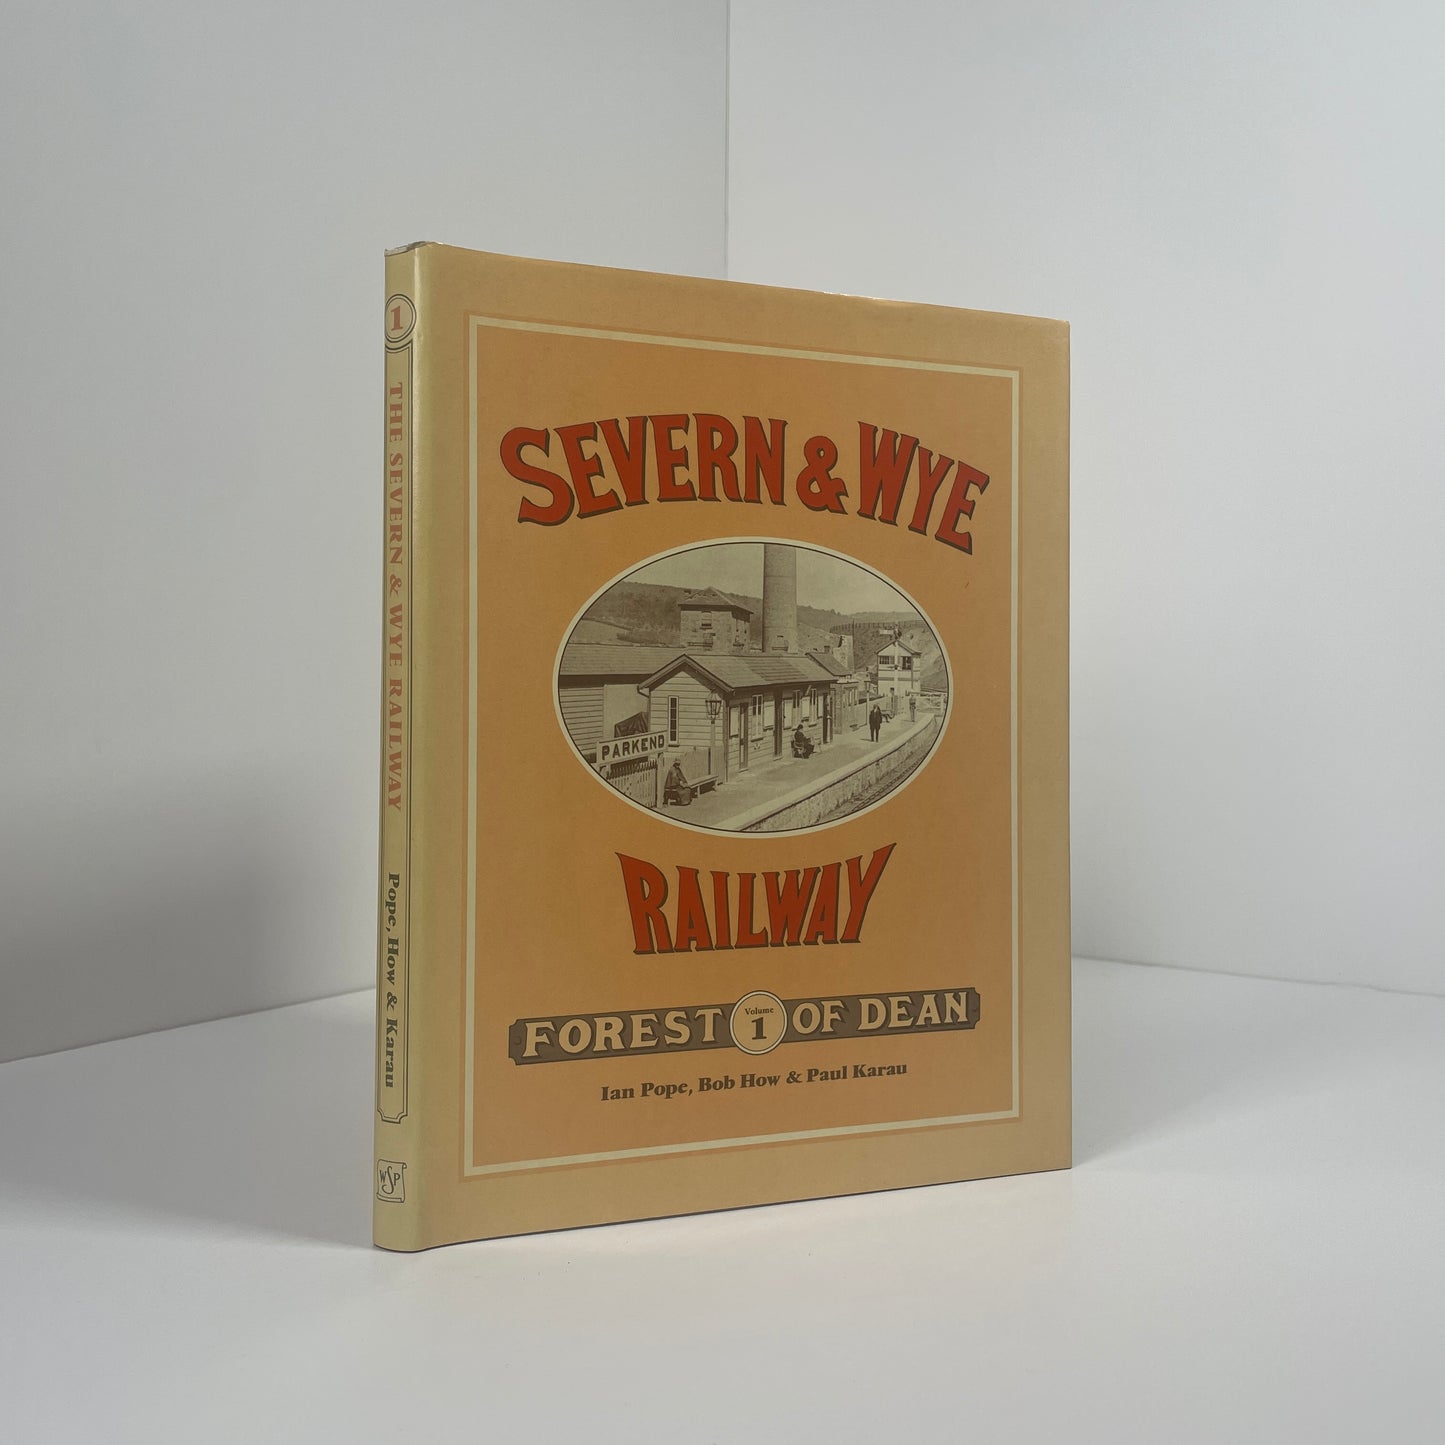 1
THE SEVERN & WYE RAILWAY
Pope, How & Karau
WSP
SEVERN & WYE
PARKEND
RAILWAY
FOREST Volume 1 OF DEAN
Ian Pope, Bob How & Paul Karau